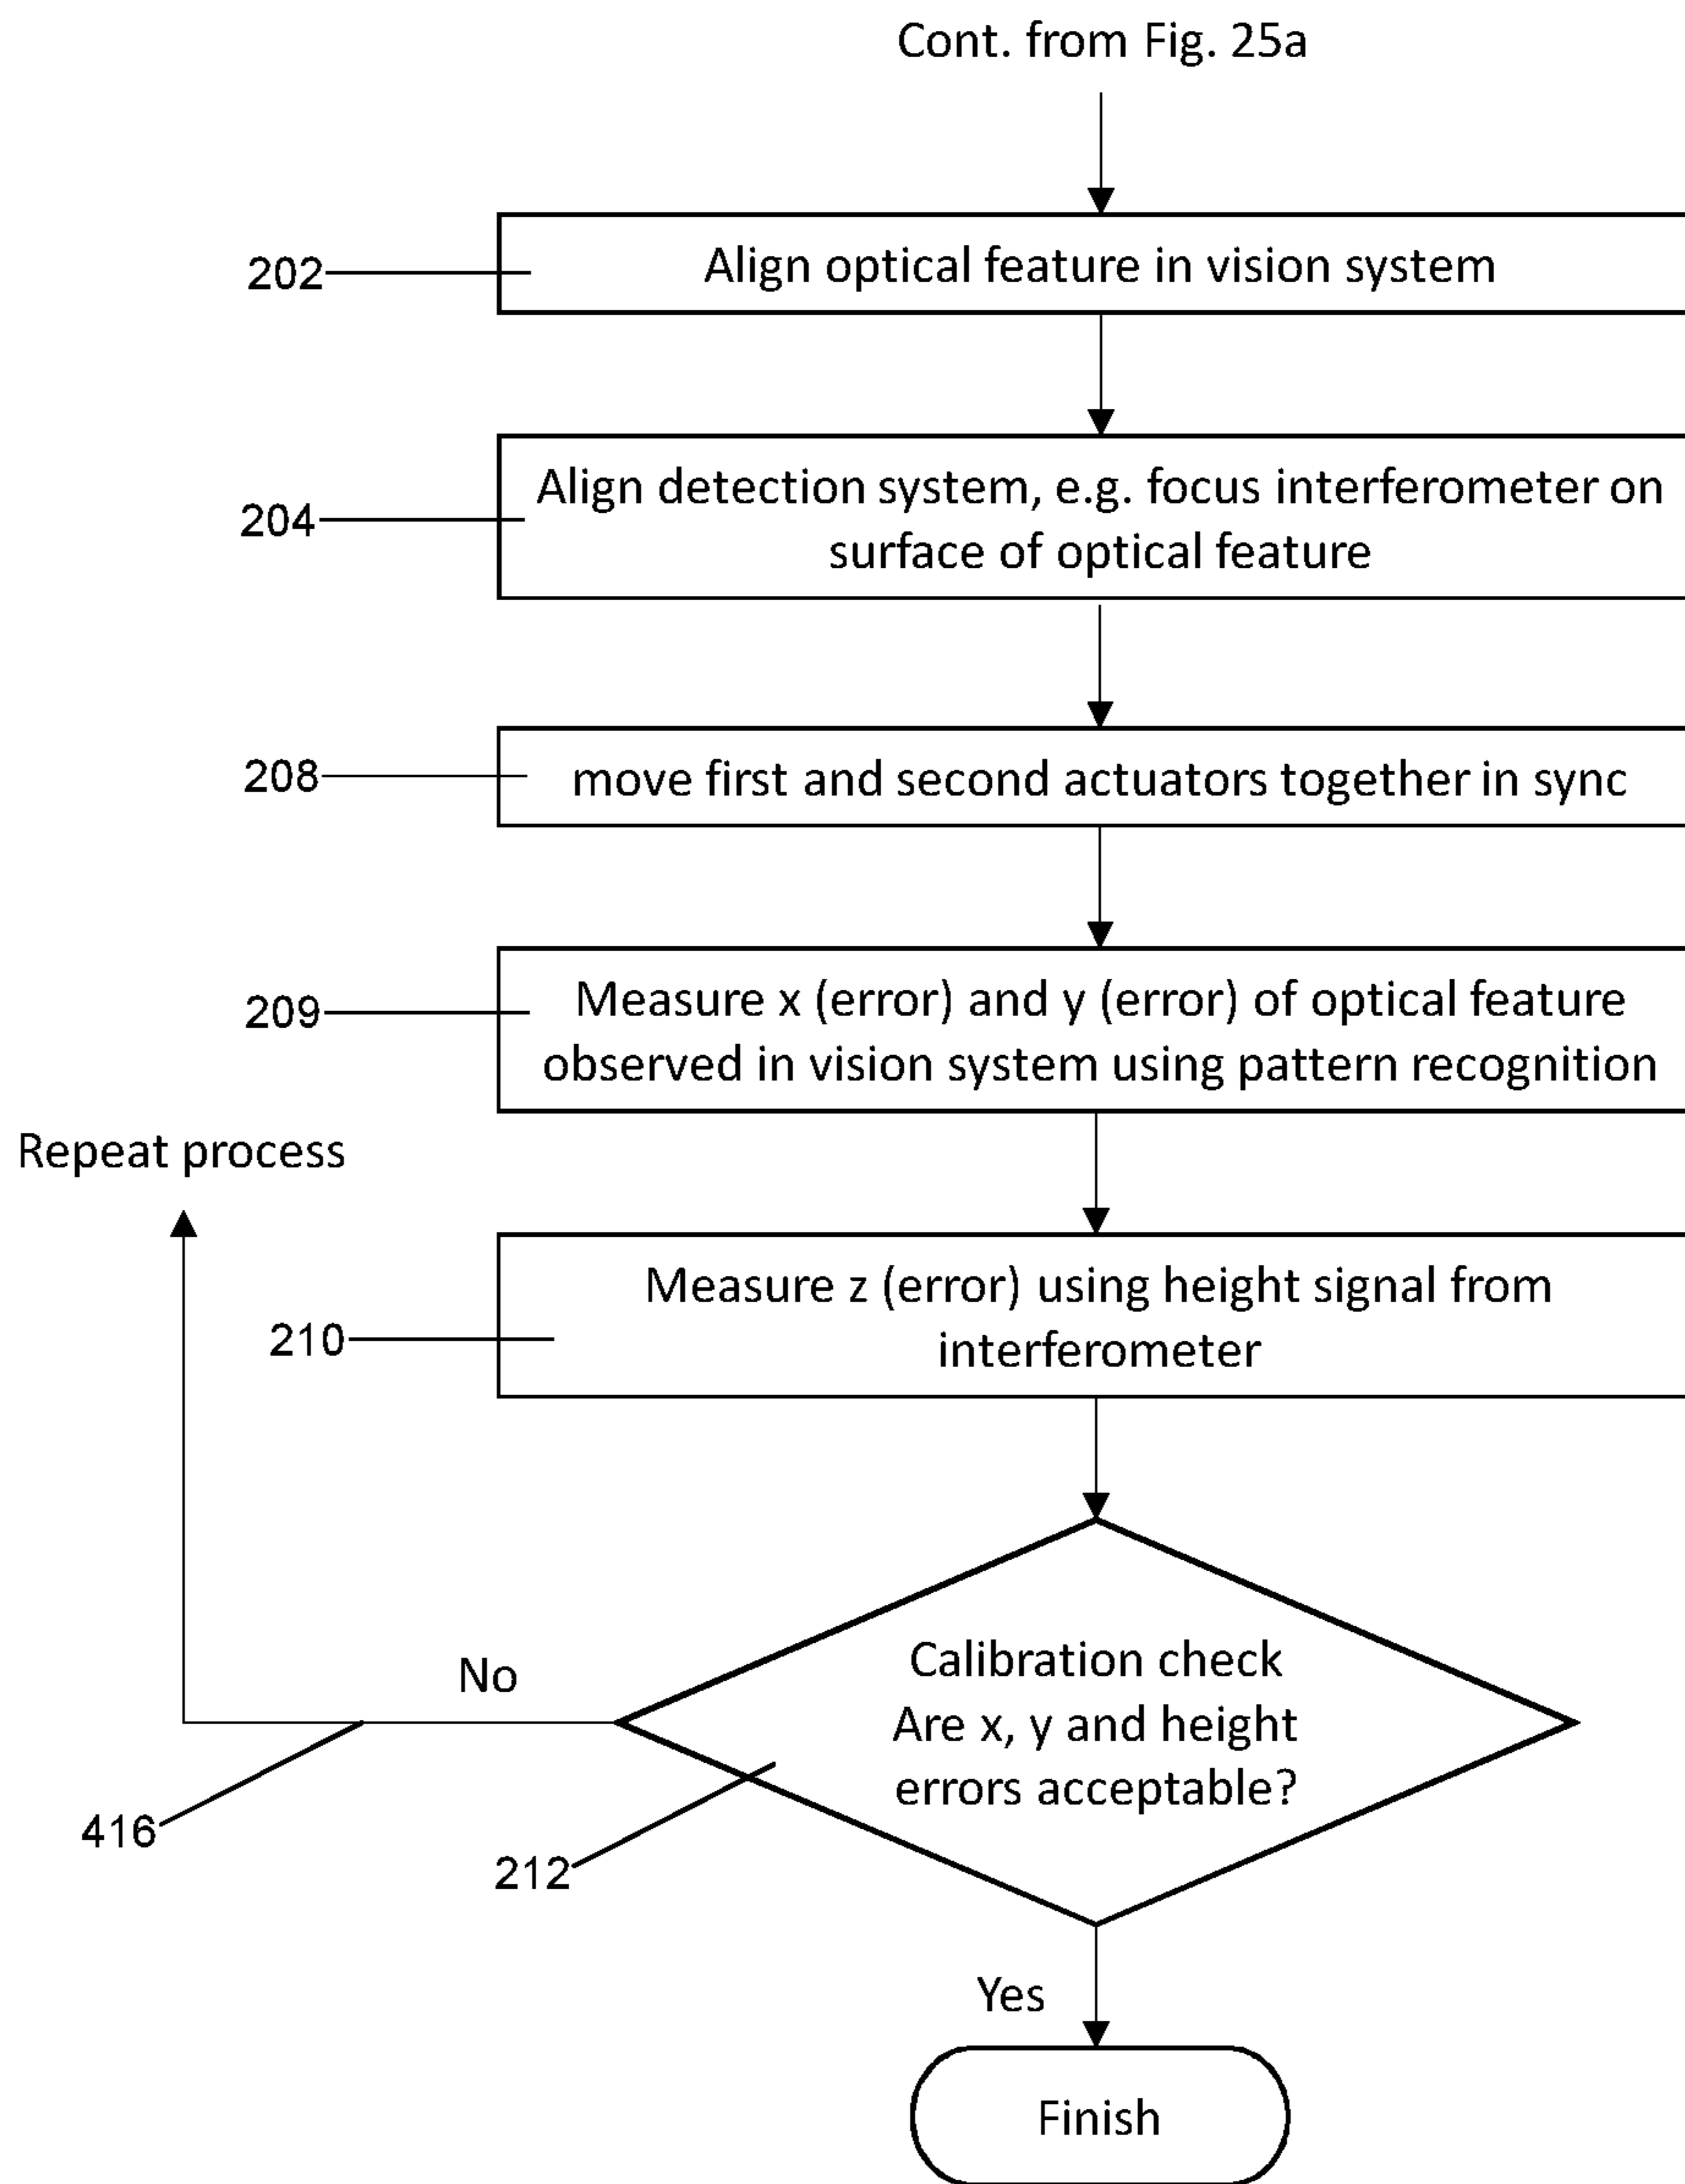 Cont. from Fig. 25a
202
Align optical feature in vision system
204
Align detection system, e.g. focus interferometer on
surface of optical feature
208
move first and second actuators together in sync
209
Measure x (error) and y (error) of optical feature
observed in vision system using pattern recognition
Repeat process
210
Measure z (error) using height signal from
interferometer
No
Calibration check
Are x, y and height
errors acceptable?
416
212
Yes
Finish